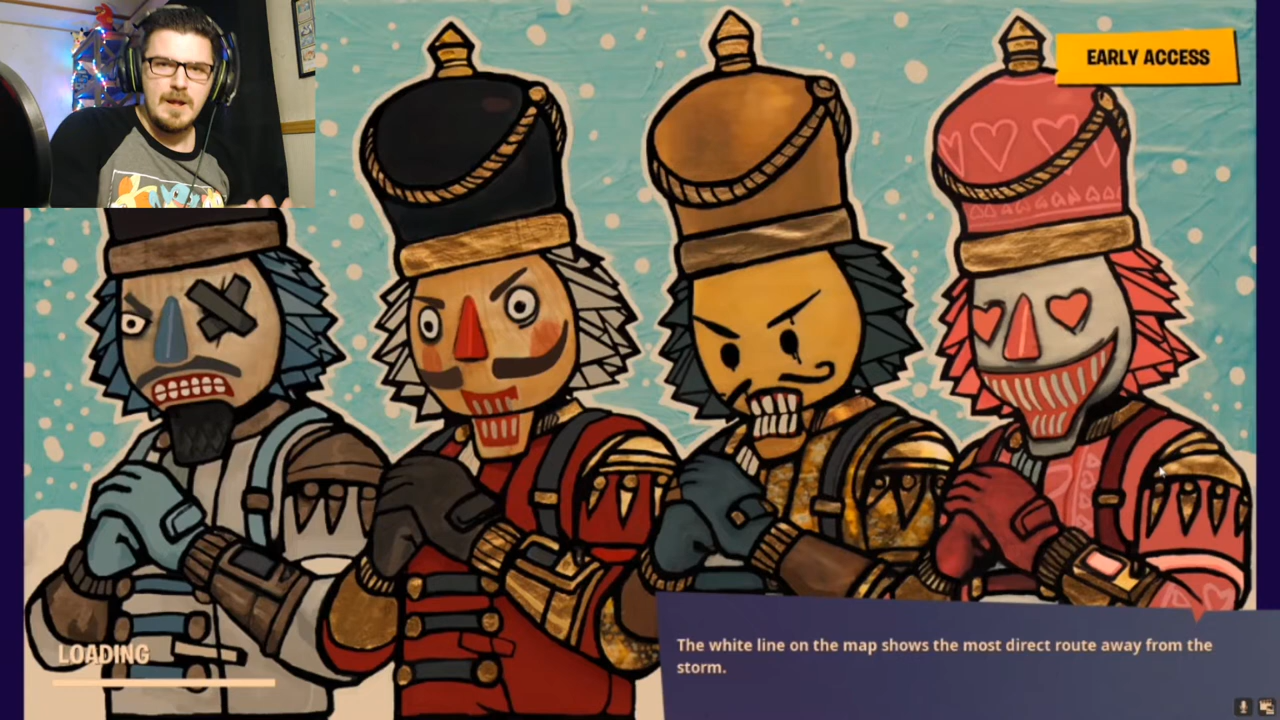 EARLY ACCESS
LOADING
The white line on the map shows the most direct route away from the
storm.